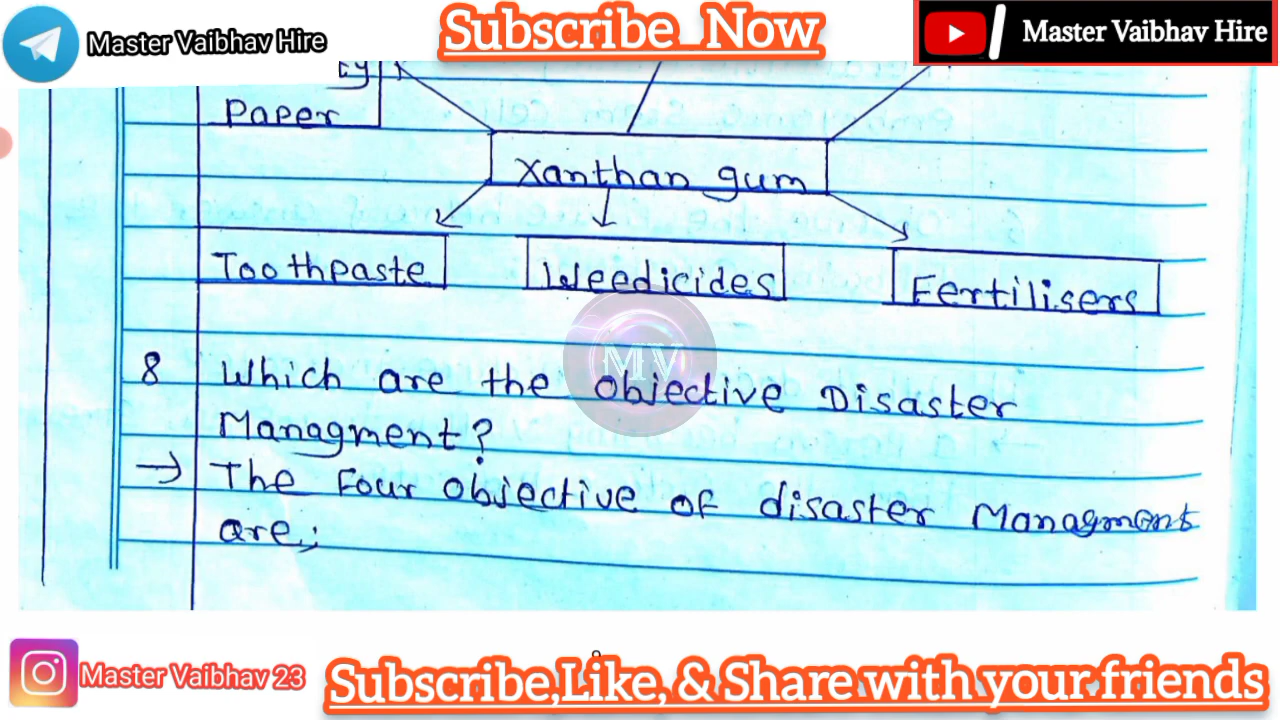 Master Vaibhav Hire
Subscribe Now
Master Vaibhav Hire
Paper
Xanthan gum
Toothpaste
Weedicides
Fertilisers
MV
8 Which are the objective Disaster
Managment?
→ The Four objective of disaster Managment
are;
Master Vaibhav 23
Subscribe,Like, & Share with your friends